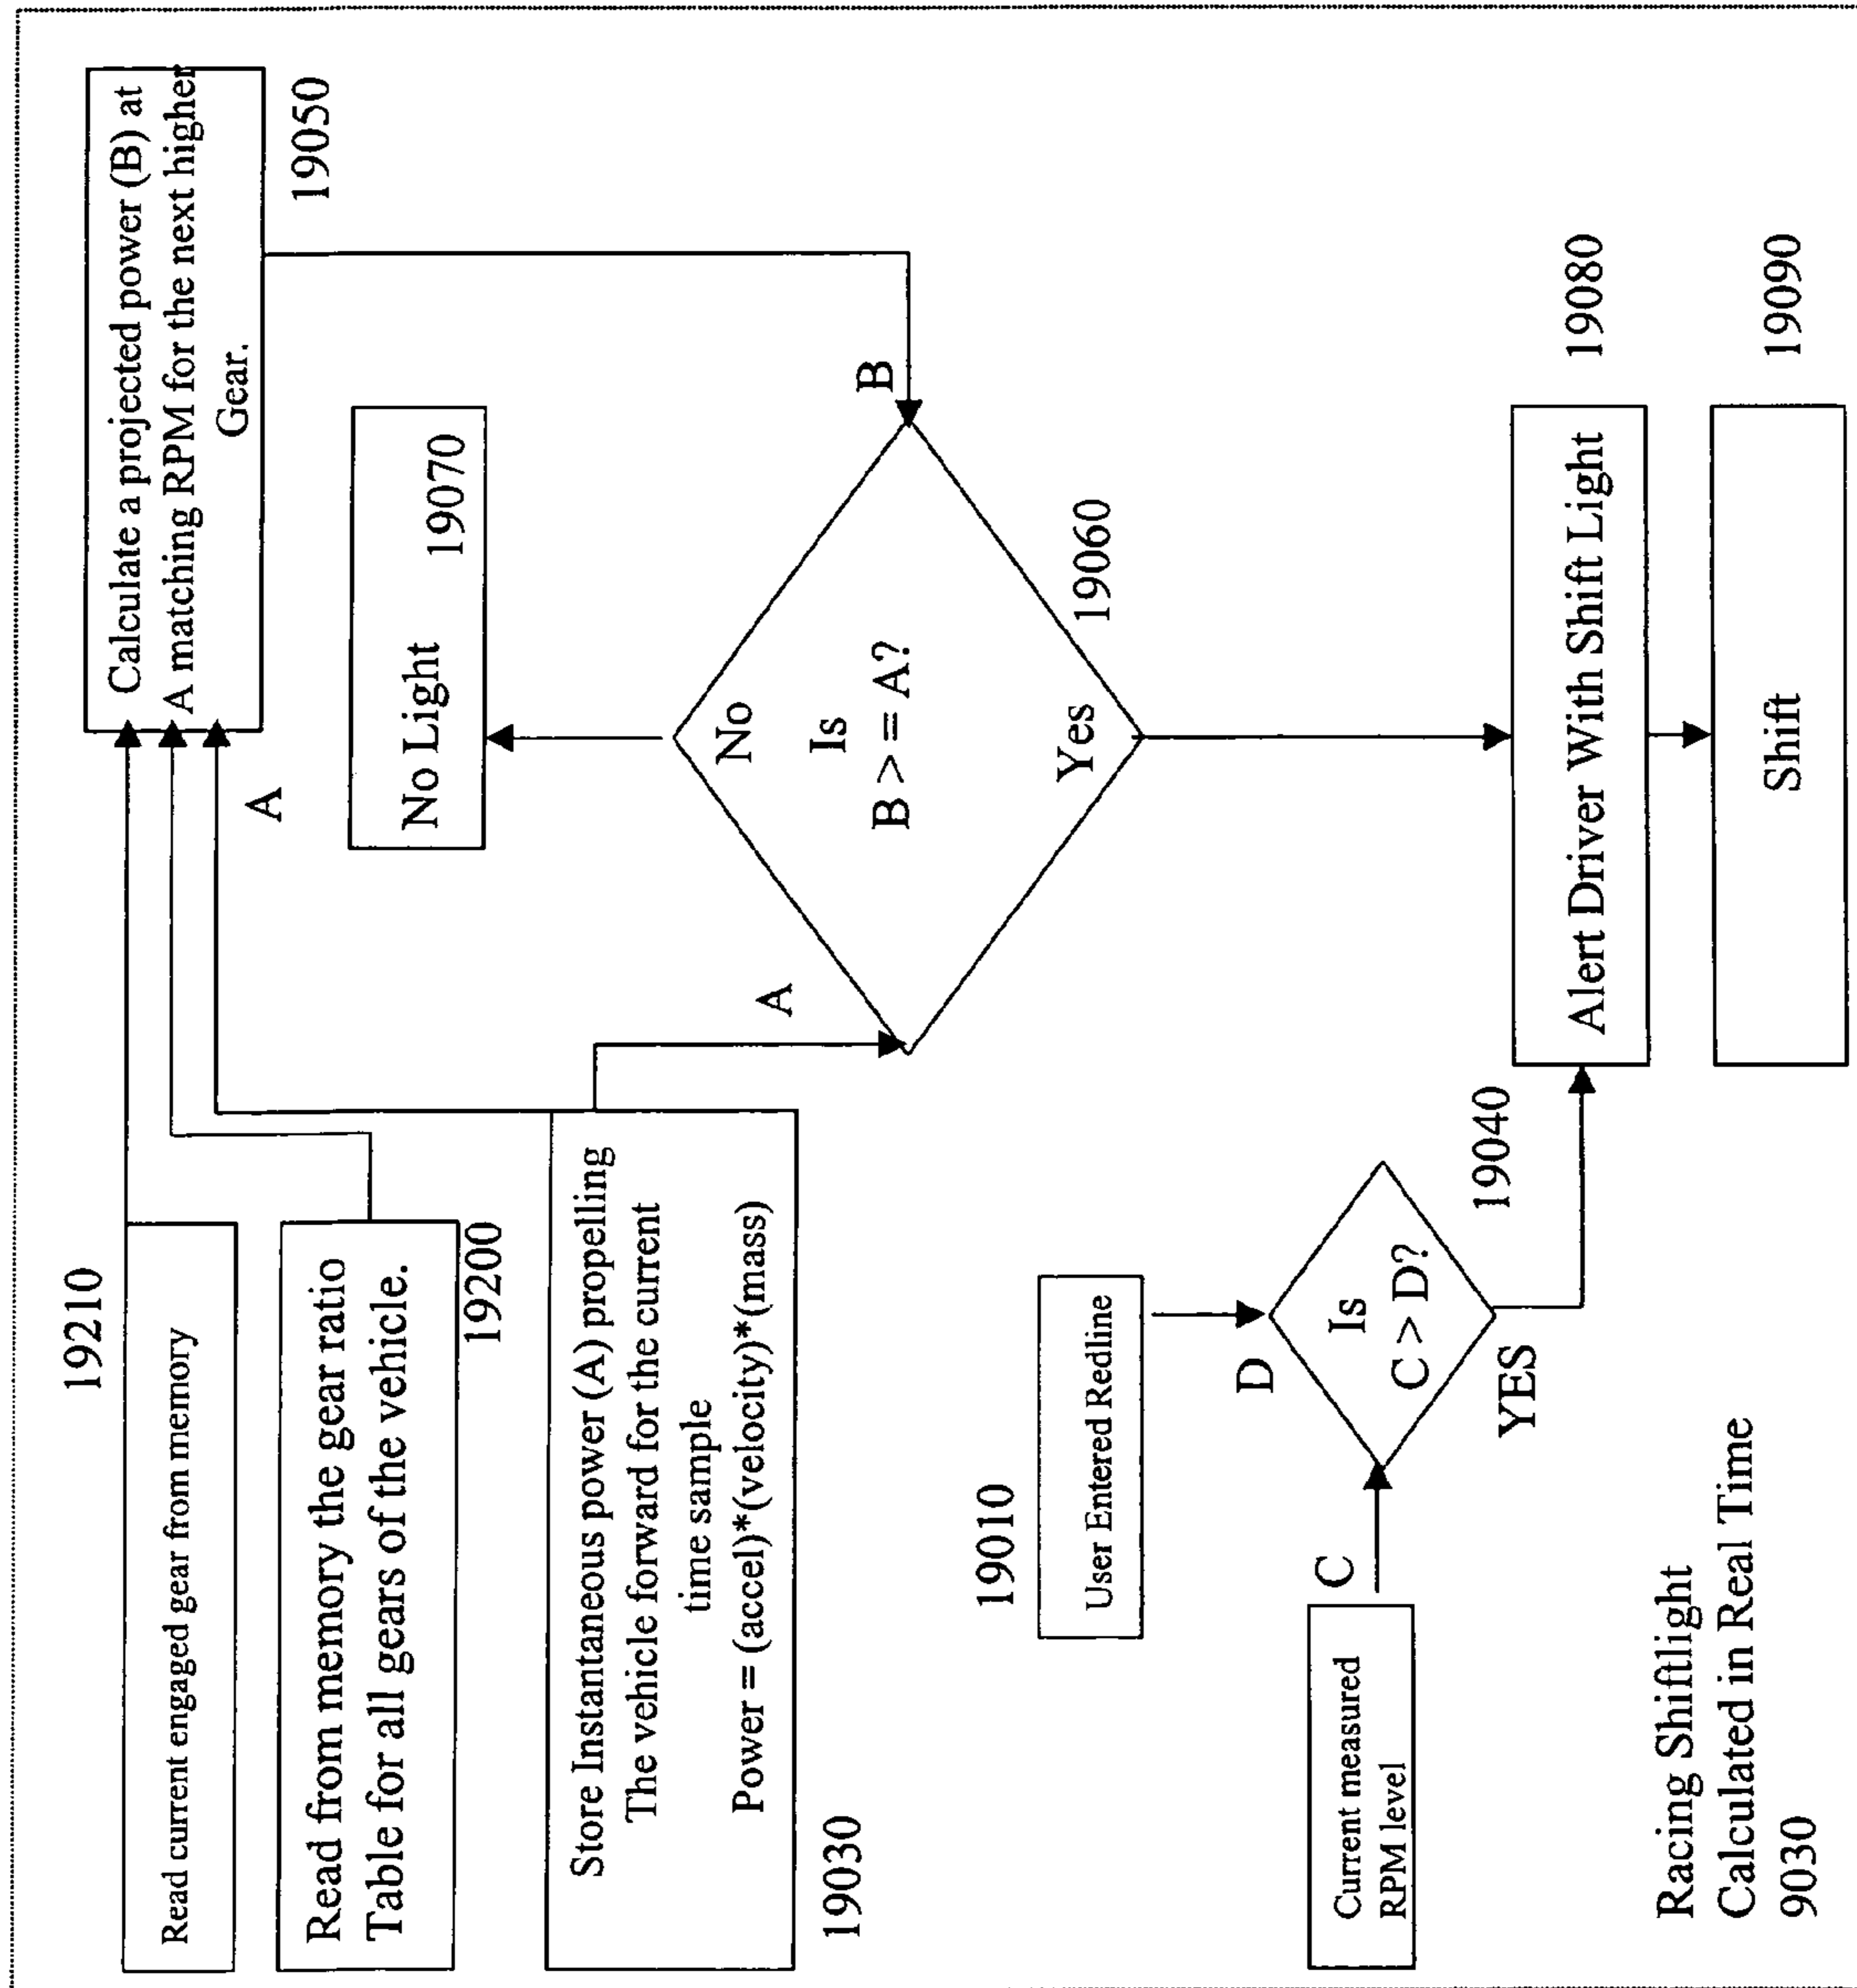 19210
Read current engaged gear from memory
Read from memory the gear ratio
Table for all gears of the vehicle.
19200
Store Instantaneous power (A) propelling
The vehicle forward for the current
time sample
Power = (accel)*(velocity)*(mass)
19030
A
Calculate a projected power (B) at
A matching RPM for the next higher
Gear.
19050
No Light
19070
A
B
No
Is
B > = A?
Yes
19060
19010
User Entered Redline
D
Current measured
RPM level
C
Is
C > D?
YES
19040
Alert Driver With Shift Light
19080
Shift
19090
Racing Shiftlight
Calculated in Real Time
9030